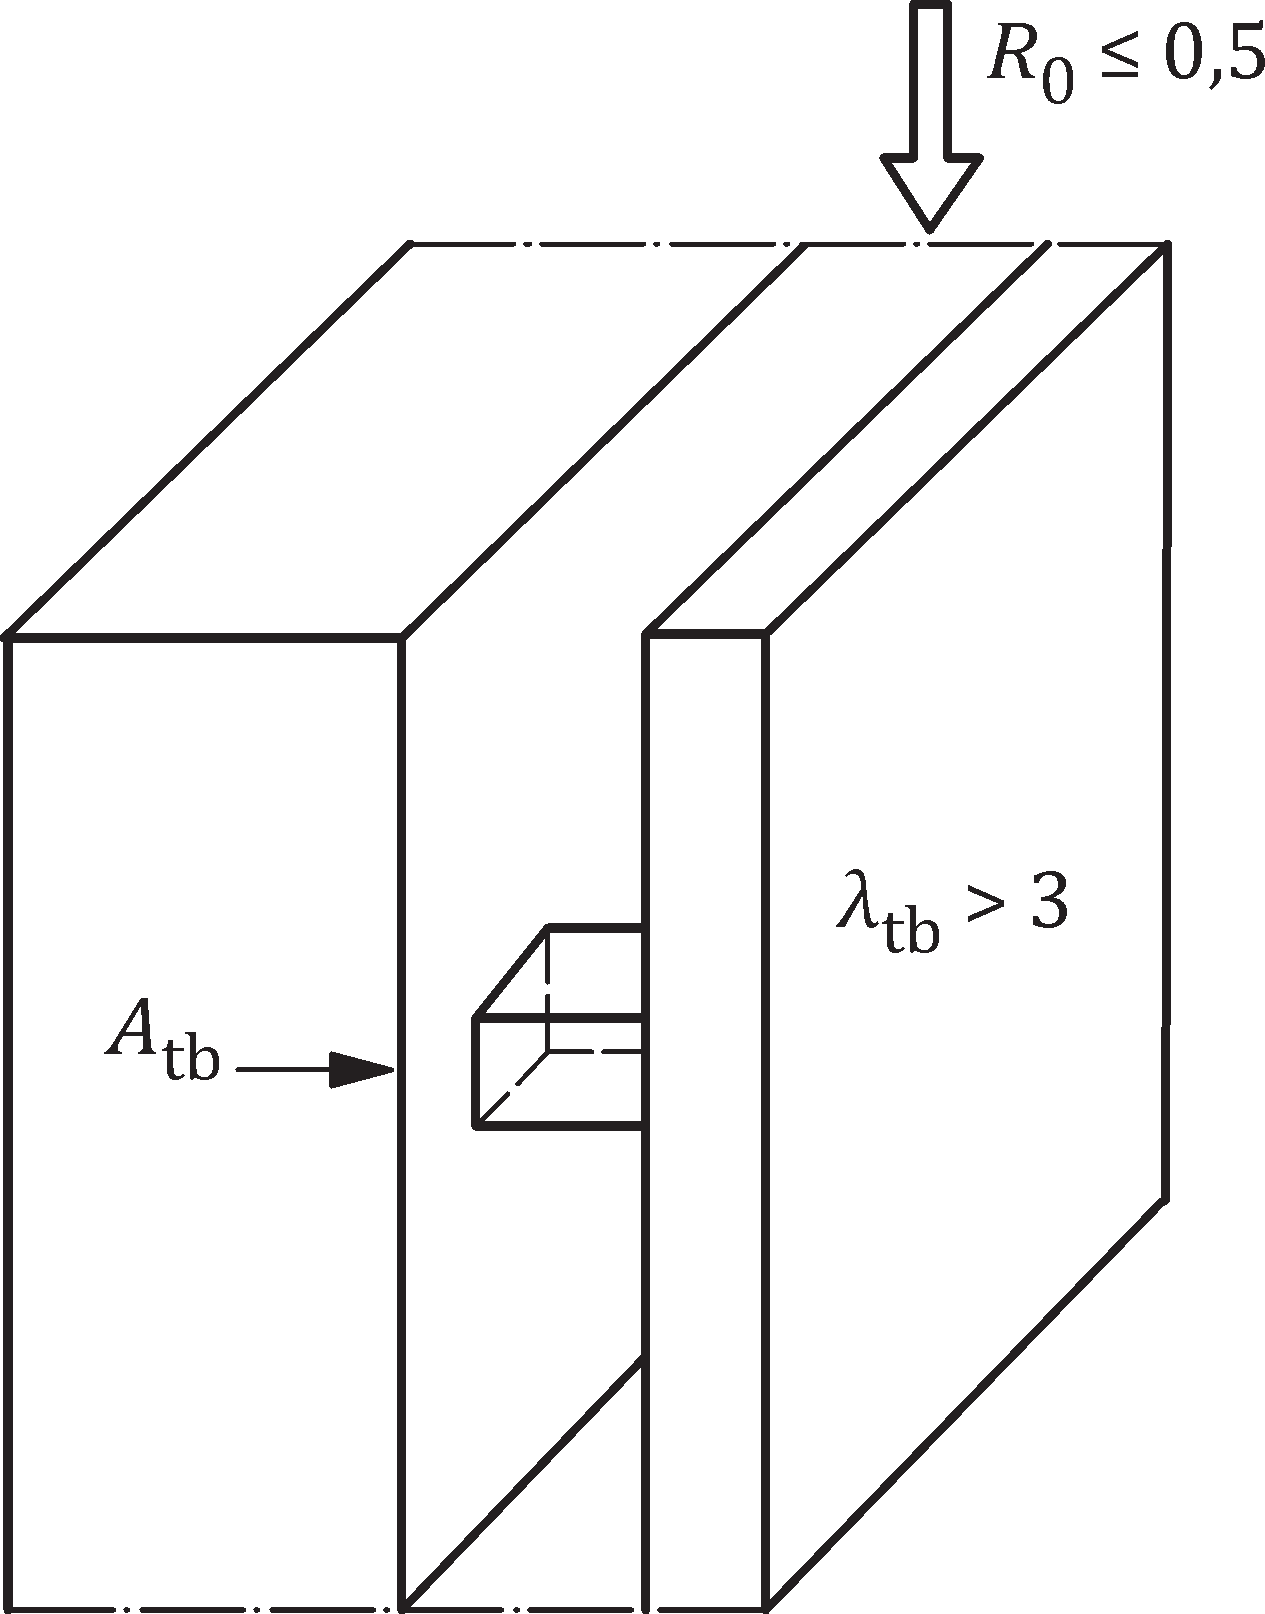 R0 ≤ 0,5
λtb > 3
Atb